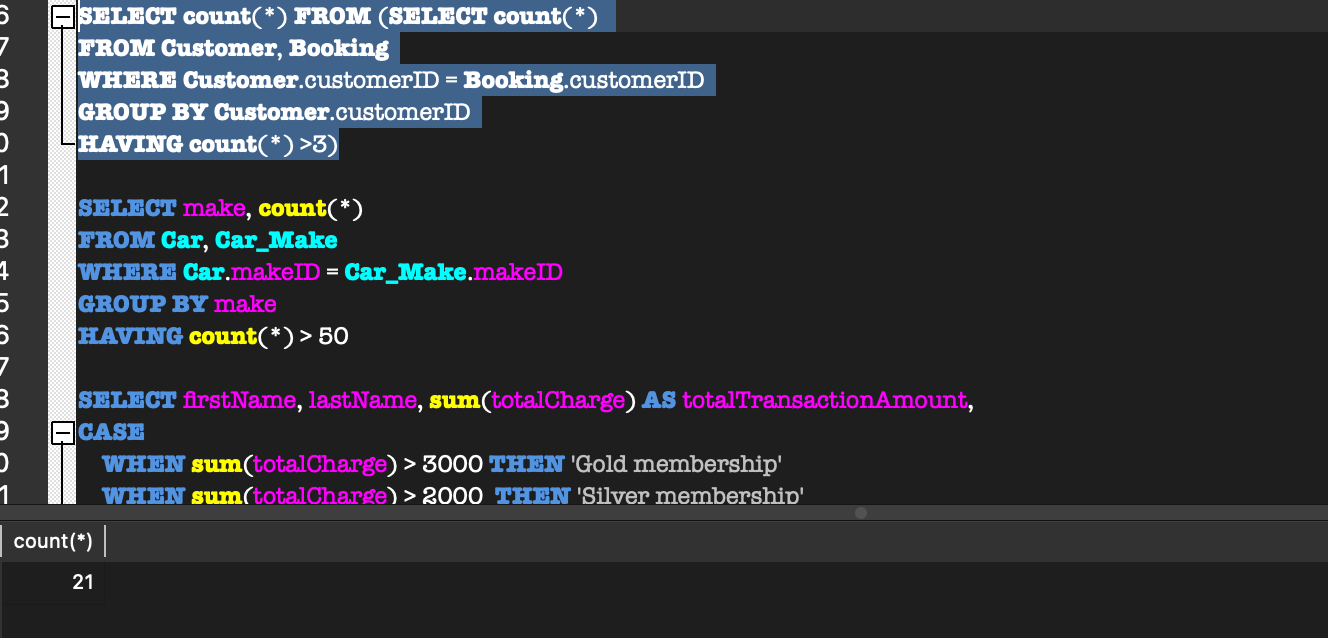 6 SELECT count(*) FROM (SELECT count(*)
7 FROM Customer, Booking
8 WHERE Customer.customerID = Booking.customerID
9 GROUP BY Customer.customerID
0 HAVING count(*) >3)
1
2 SELECT make, count(*)
3 FROM Car, Car_Make
4 WHERE Car.makeID = Car_Make.makeID
5 GROUP BY make
6 HAVING count(*) > 50
7
8 SELECT firstName, lastName, sum(totalCharge) AS totalTransactionAmount,
9 CASE
0 WHEN sum(totalCharge) > 3000 THEN 'Gold membership'
1 WHEN sum(totalCharge) > 2000 THEN 'Silver membership'
count(*)
21